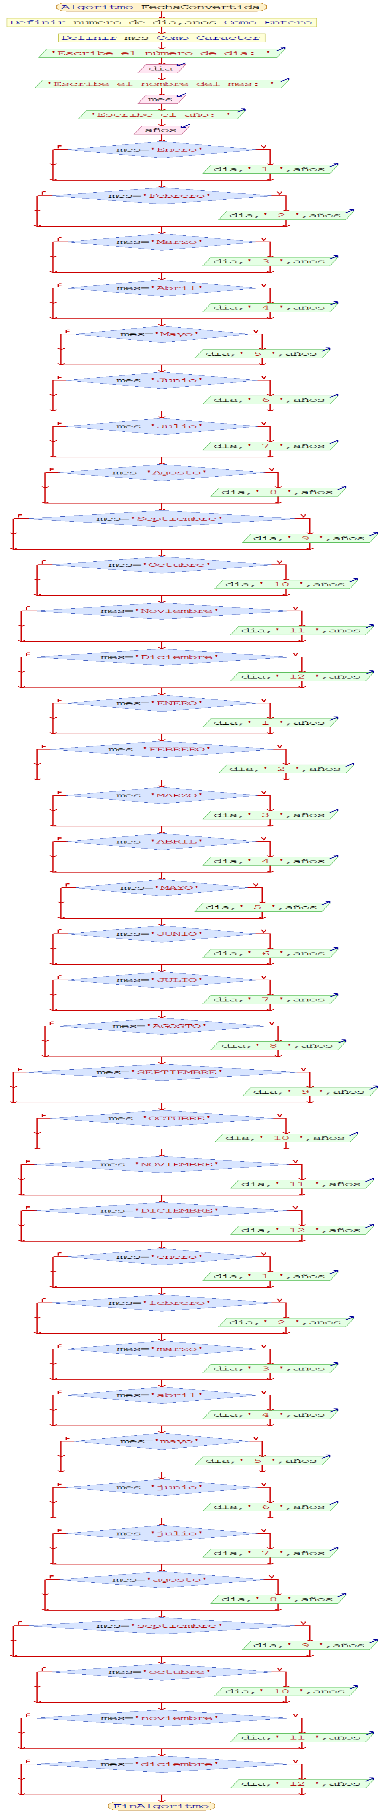 Algoritmo FechaConvertida
Definir numero de dia,anos Como Entero
Definir mes Como Caracter
'Escribe el número de dia: '
dia
'Escribe el nombre del mes: '
mes
'Escribe el año: '
años
mes='Enero'
F V
dia,' 1 ',años
mes='Febrero'
F V
dia,' 2 ',años
mes='Marzo'
F V
dia,' 3 ',años
mes='Abril'
F V
dia,' 4 ',años
mes='Mayo'
F V
dia,' 5 ',años
mes='Junio'
F V
dia,' 6 ',años
mes='Julio'
F V
dia,' 7 ',años
mes='Agosto'
F V
dia,' 8 ',años
mes='Septiembre'
F V
dia,' 9 ',años
mes='Octubre'
F V
dia,' 10 ',años
mes='Noviembre'
F V
dia,' 11 ',años
mes='Diciembre'
F V
dia,' 12 ',años
mes='ENERO'
F V
dia,' 1 ',años
mes='FEBRERO'
F V
dia,' 2 ',años
mes='MARZO'
F V
dia,' 3 ',años
mes='ABRIL'
F V
dia,' 4 ',años
mes='MAYO'
F V
dia,' 5 ',años
mes='JUNIO'
F V
dia,' 6 ',años
mes='JULIO'
F V
dia,' 7 ',años
mes='AGOSTO'
F V
dia,' 8 ',años
mes='SEPTIEMBRE'
F V
dia,' 9 ',años
mes='OCTUBRE'
F V
dia,' 10 ',años
mes='NOVIEMBRE'
F V
dia,' 11 ',años
mes='DICIEMBRE'
F V
dia,' 12 ',años
mes='enero'
F V
dia,' 1 ',años
mes='febrero'
F V
dia,' 2 ',años
mes='marzo'
F V
dia,' 3 ',años
mes='abril'
F V
dia,' 4 ',años
mes='mayo'
F V
dia,' 5 ',años
mes='junio'
F V
dia,' 6 ',años
mes='julio'
F V
dia,' 7 ',años
mes='agosto'
F V
dia,' 8 ',años
mes='septiembre'
F V
dia,' 9 ',años
mes='octubre'
F V
dia,' 10 ',años
mes='noviembre'
F V
dia,' 11 ',años
mes='diciembre'
F V
dia,' 12 ',años
FinAlgoritmo